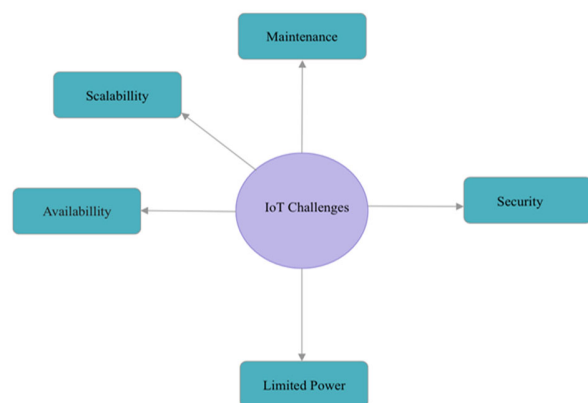 Maintenance
Scalabillity
IoT Challenges
Availabillity
Security
Limited Power